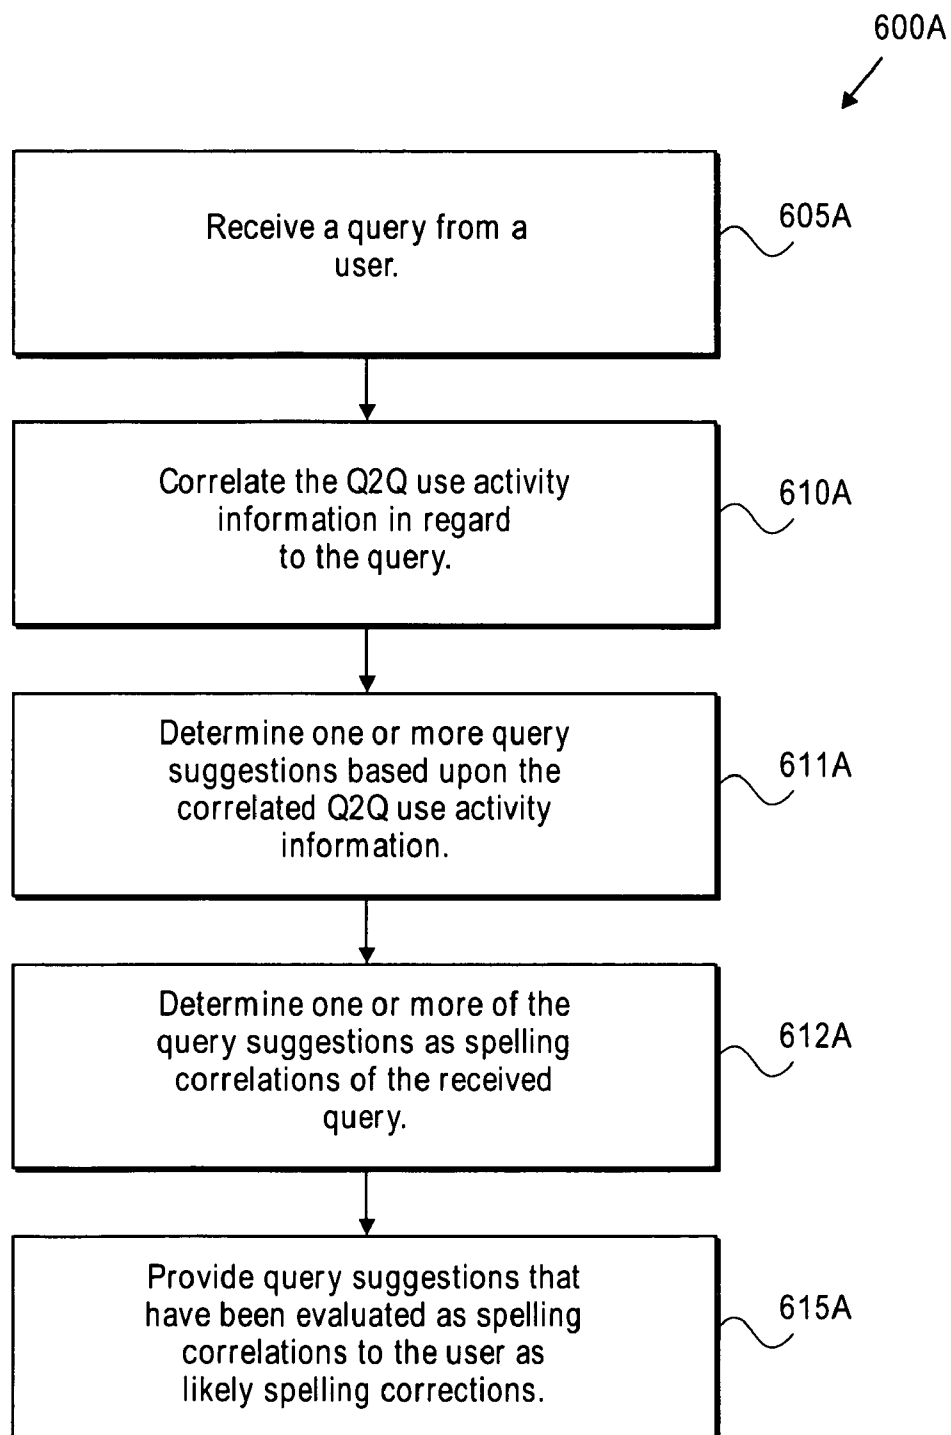 600A
Receive a query from a
user.
605A
Correlate the Q2Q use activity
information in regard
to the query.
610A
Determine one or more query
suggestions based upon the
correlated Q2Q use activity
information.
611A
Determine one or more of the
query suggestions as spelling
correlations of the received
query.
612A
Provide query suggestions that
have been evaluated as spelling
correlations to the user as
likely spelling corrections.
615A